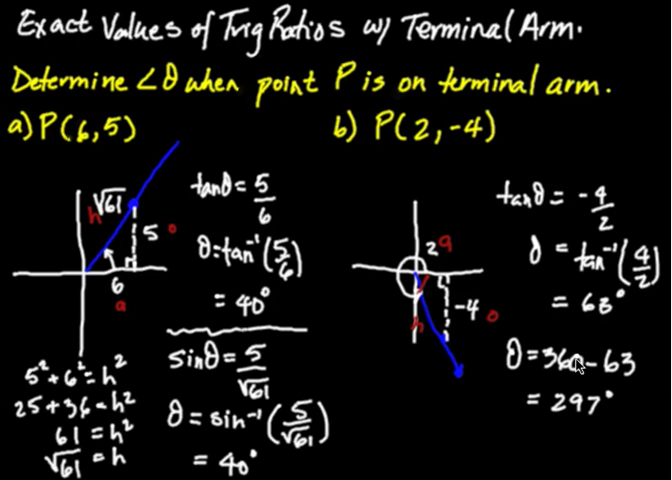 Exact Values of Trig Ratios w/ Terminal Arm.
Determine ∠θ when point P is on terminal arm.
a) P(6,5)
b) P(2,-4)
√61
h
5 o
6
a
tanθ = 5/6
θ = tan⁻¹(5/6)
= 40°
5² + 6² = h²
25 + 36 = h²
61 = h²
√61 = h
sinθ = 5/√61
θ = sin⁻¹(5/√61)
= 40°
2 a
-4 o
h
tanθ = -4/2
θ = tan⁻¹(4/2)
= 63°
θ = 360 - 63
= 297°